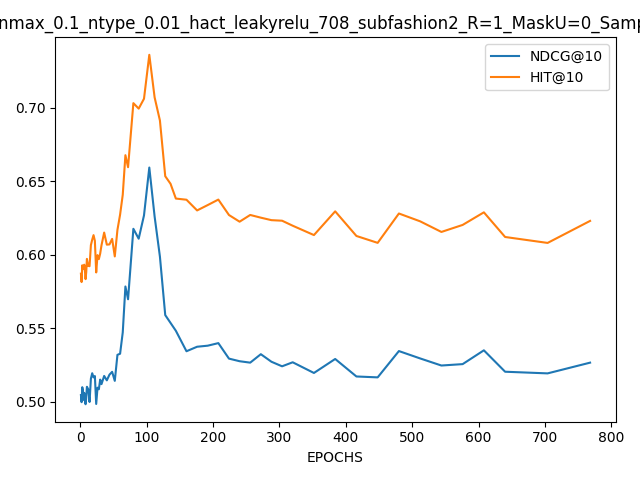 nmax_0.1_ntype_0.01_hact_leakyrelu_708_subfashion2_R=1_MaskU=0_Samp
NDCG@10
HIT@10
0.70
0.65
0.60
0.55
0.50
0 100 200 300 400 500 600 700 800
EPOCHS